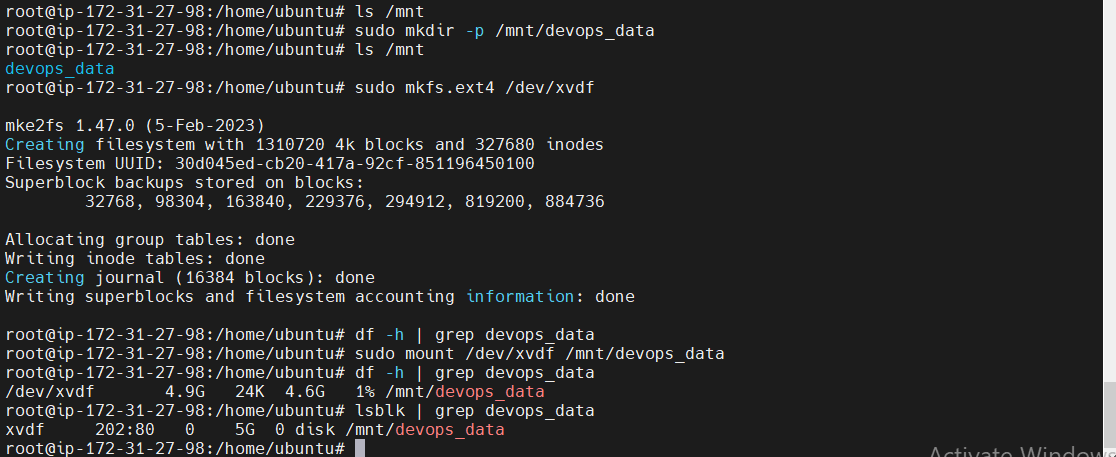 root@ip-172-31-27-98:/home/ubuntu# ls /mnt
root@ip-172-31-27-98:/home/ubuntu# sudo mkdir -p /mnt/devops_data
root@ip-172-31-27-98:/home/ubuntu# ls /mnt
devops_data
root@ip-172-31-27-98:/home/ubuntu# sudo mkfs.ext4 /dev/xvdf
mke2fs 1.47.0 (5-Feb-2023)
Creating filesystem with 1310720 4k blocks and 327680 inodes
Filesystem UUID: 30d045ed-cb20-417a-92cf-851196450100
Superblock backups stored on blocks:
        32768, 98304, 163840, 229376, 294912, 819200, 884736
Allocating group tables: done
Writing inode tables: done
Creating journal (16384 blocks): done
Writing superblocks and filesystem accounting information: done
root@ip-172-31-27-98:/home/ubuntu# df -h | grep devops_data
root@ip-172-31-27-98:/home/ubuntu# sudo mount /dev/xvdf /mnt/devops_data
root@ip-172-31-27-98:/home/ubuntu# df -h | grep devops_data
/dev/xvdf       4.9G   24K  4.6G   1% /mnt/devops_data
root@ip-172-31-27-98:/home/ubuntu# lsblk | grep devops_data
xvdf     202:80   0    5G  0 disk /mnt/devops_data
root@ip-172-31-27-98:/home/ubuntu#
Activate Windows